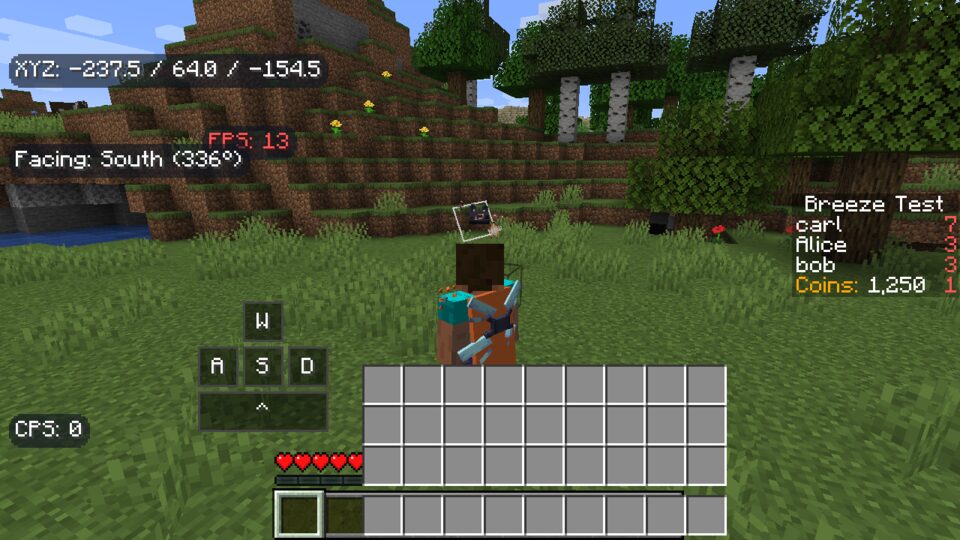 XYZ: -237.5 / 64.0 / -154.5
FPS: 13
Facing: South (336°)
Breeze Test
carl 7
Alice 3
bob 3
Coins: 1,250 1
W
A S D
^
CPS: 0